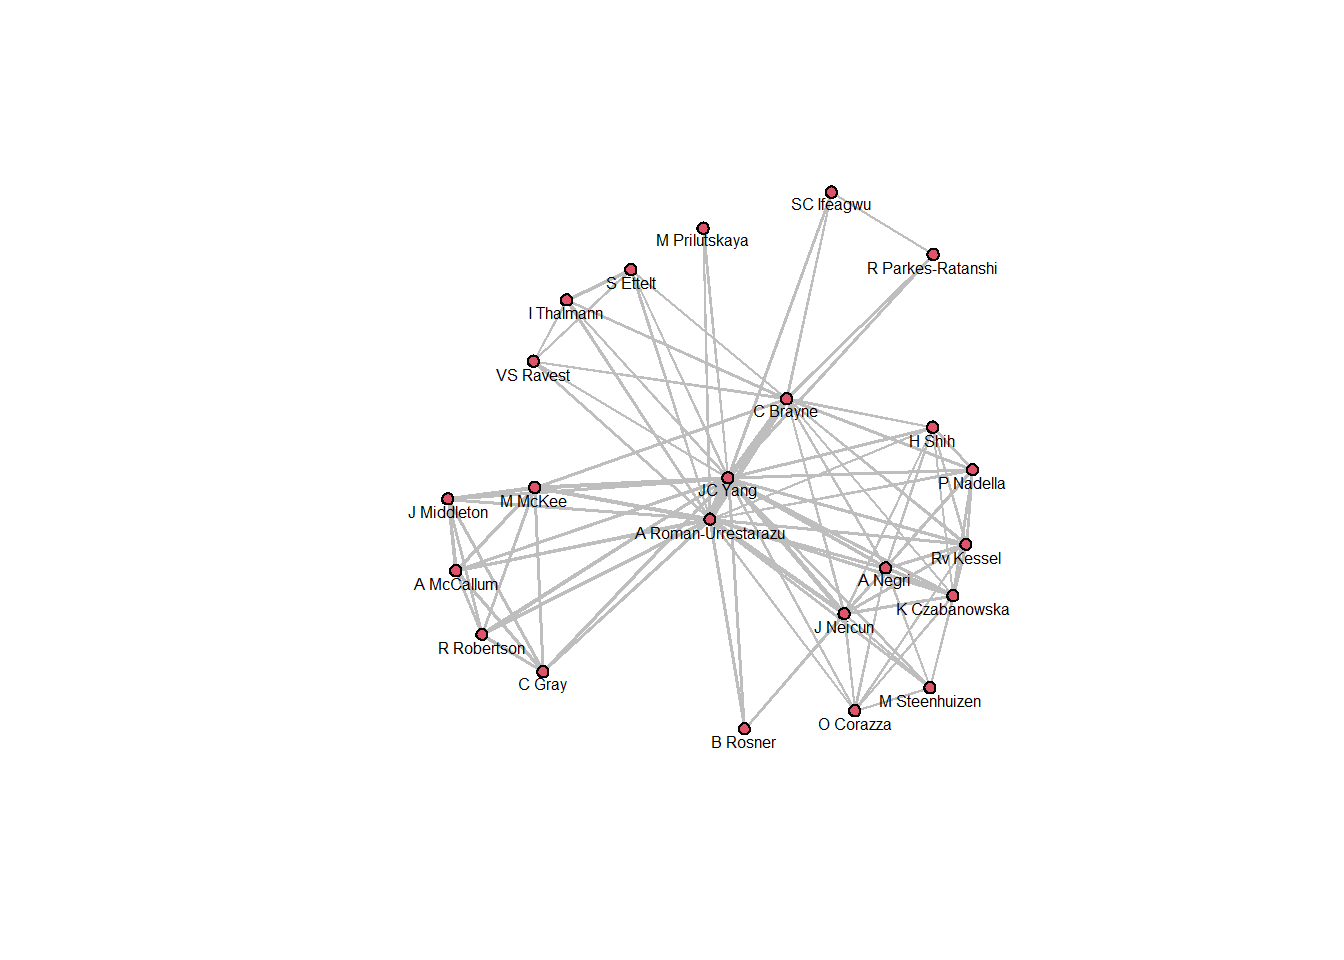 SC Ifeagwu
M Prilutskaya
R Parkes-Ratanshi
S Ettelt
I Thalmann
VS Ravest
C Brayne
H Shih
P Nadella
JC Yang
M McKee
J Middleton
A Roman-Urrestarazu
Rv Kessel
A Negri
A McCallum
K Czabanowska
J Neicun
R Robertson
C Gray
M Steenhuizen
O Corazza
B Rosner